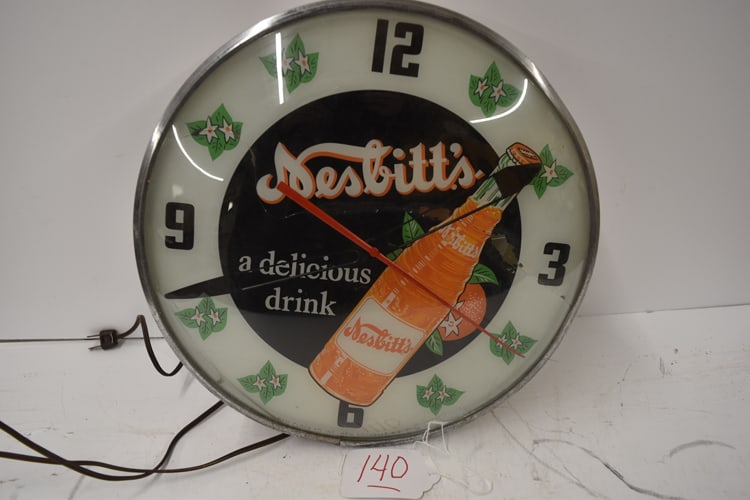 12
Nesbitt's
Nesbitt's
9
3
a delicious
drink
Nesbitt's
6
140